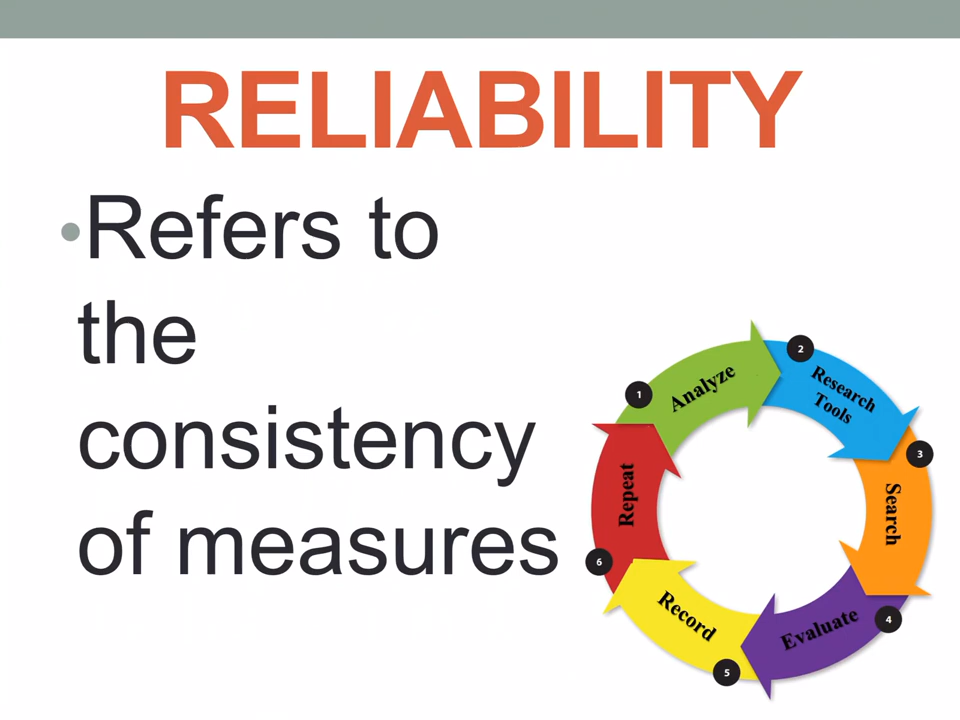 RELIABILITY
•Refers to
the
consistency
of measures
1
Analyze
2
Research
Tools
3
Search
4
Evaluate
5
Record
6
Repeat